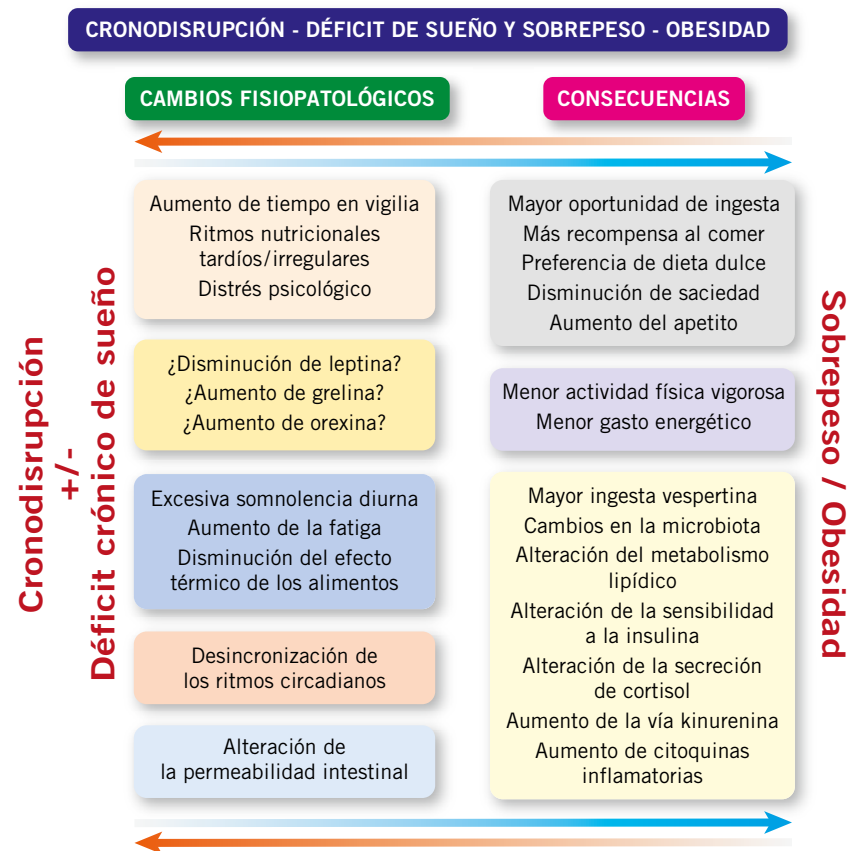 CRONODISRUPCIÓN - DÉFICIT DE SUEÑO Y SOBREPESO - OBESIDAD
CAMBIOS FISIOPATOLÓGICOS
CONSECUENCIAS
Cronodisrupción
+/-
Déficit crónico de sueño
Aumento de tiempo en vigilia
Ritmos nutricionales
tardíos/irregulares
Distrés psicológico
¿Disminución de leptina?
¿Aumento de grelina?
¿Aumento de orexina?
Excesiva somnolencia diurna
Aumento de la fatiga
Disminución del efecto
térmico de los alimentos
Desincronización de
los ritmos circadianos
Alteración de
la permeabilidad intestinal
Mayor oportunidad de ingesta
Más recompensa al comer
Preferencia de dieta dulce
Disminución de saciedad
Aumento del apetito
Menor actividad física vigorosa
Menor gasto energético
Mayor ingesta vespertina
Cambios en la microbiota
Alteración del metabolismo
lipídico
Alteración de la sensibilidad
a la insulina
Alteración de la secreción
de cortisol
Aumento de la vía kinurenina
Aumento de citoquinas
inflamatorias
Sobrepeso / Obesidad